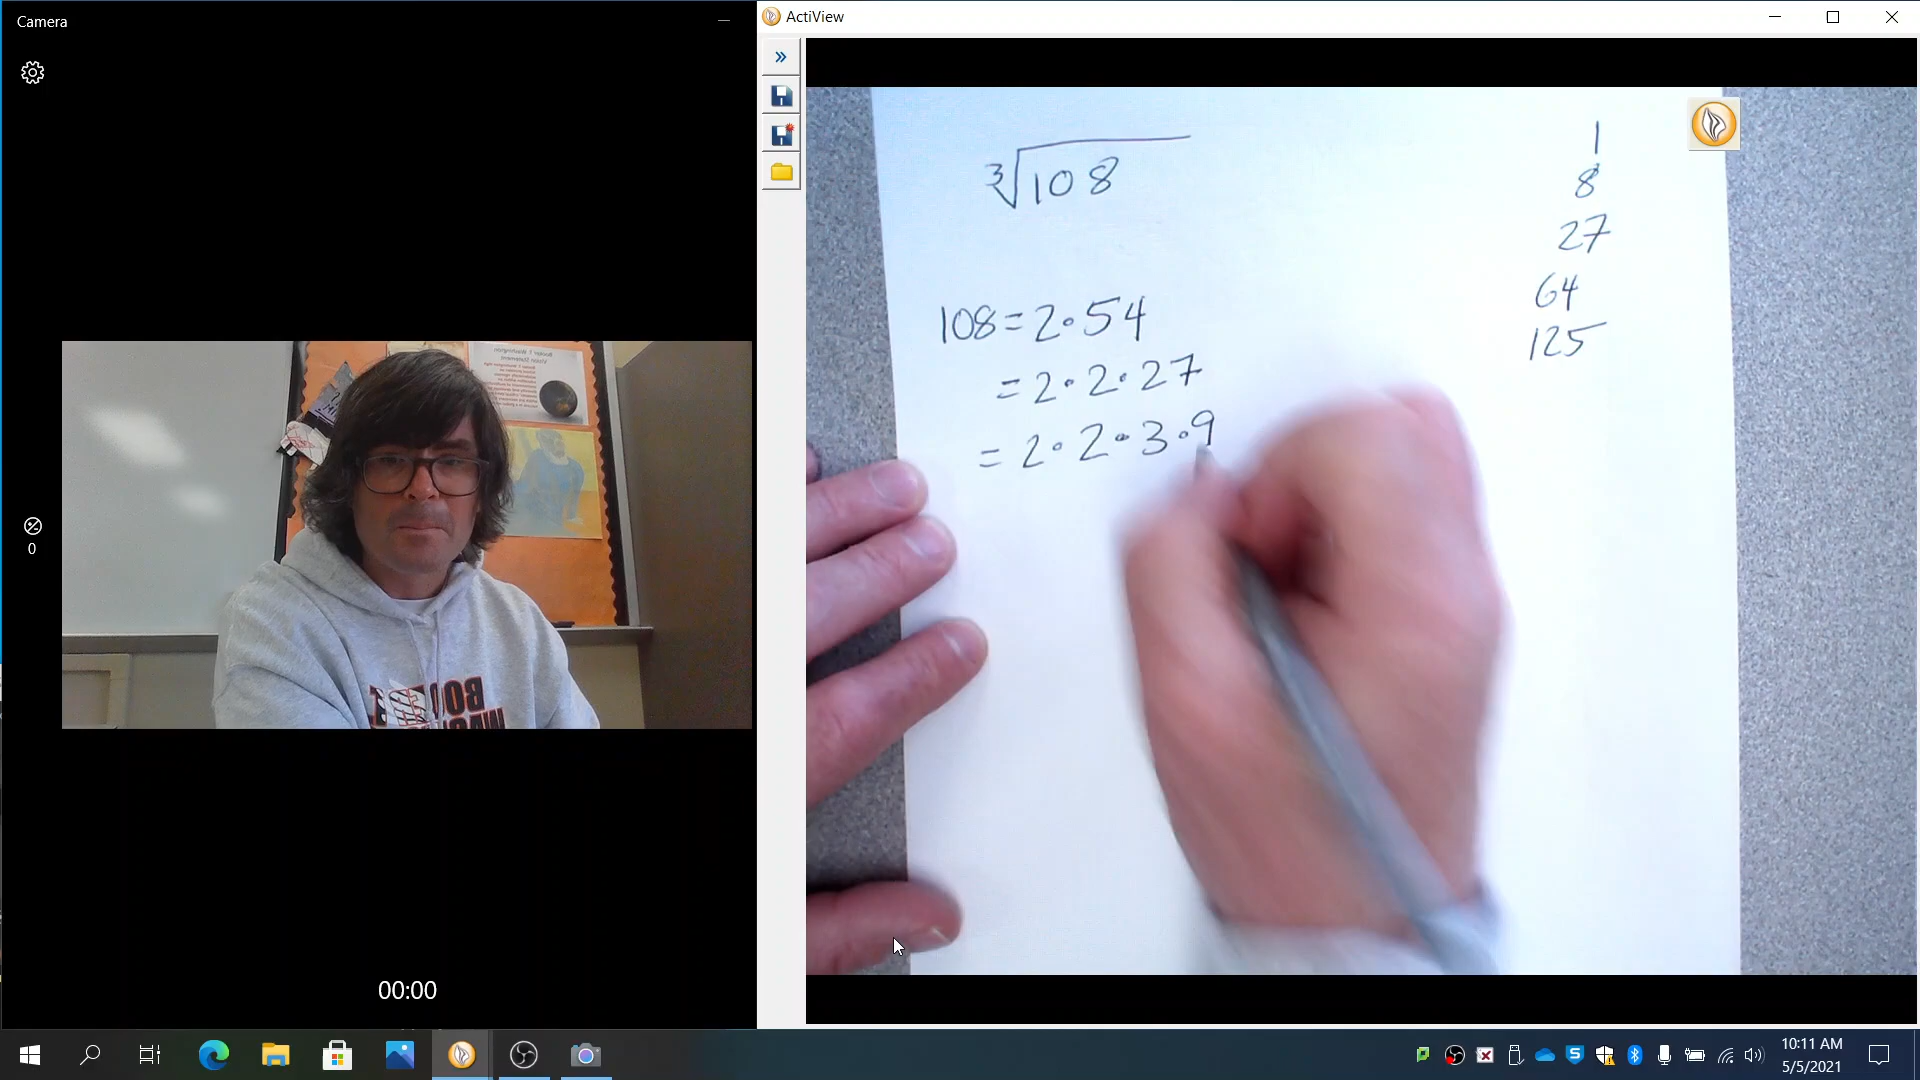 Camera
ActiView
»
0
00:00
∛108
108 = 2 · 54
= 2 · 2 · 27
= 2 · 2 · 3 · 9
1
8
27
64
125
10:11 AM
5/5/2021